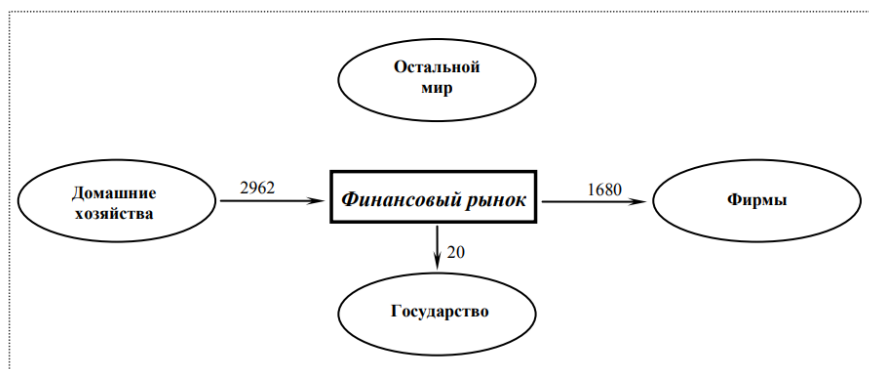 Остальной
мир
Домашние
хозяйства
2962
Финансовый рынок
1680
Фирмы
20
Государство